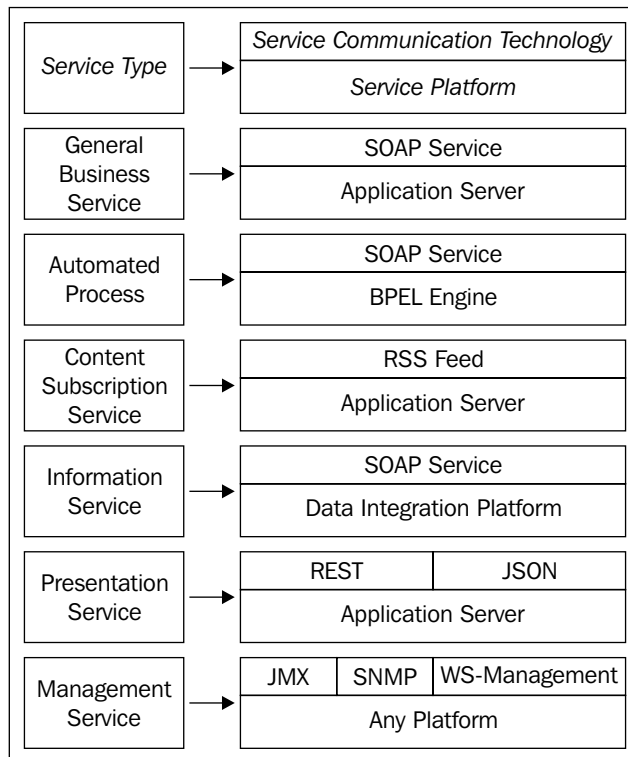 Service Type
Service Communication Technology
Service Platform
General
Business
Service
SOAP Service
Application Server
Automated
Process
SOAP Service
BPEL Engine
Content
Subscription
Service
RSS Feed
Application Server
Information
Service
SOAP Service
Data Integration Platform
Presentation
Service
REST
JSON
Application Server
Management
Service
JMX
SNMP
WS-Management
Any Platform